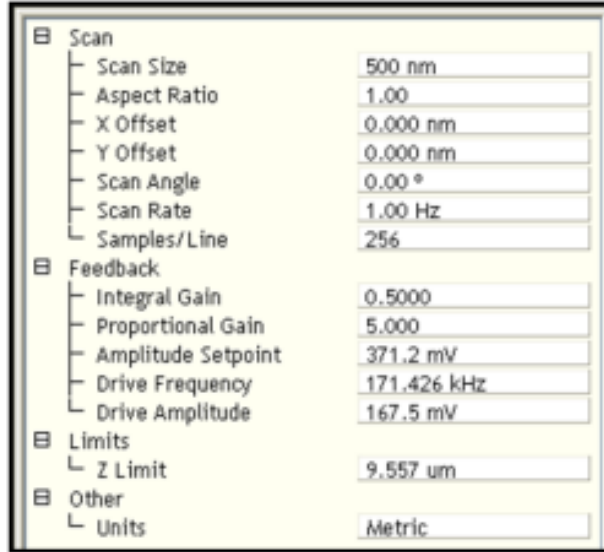 Scan
Scan Size 500 nm
Aspect Ratio 1.00
X Offset 0.000 nm
Y Offset 0.000 nm
Scan Angle 0.00 °
Scan Rate 1.00 Hz
Samples/Line 256
Feedback
Integral Gain 0.5000
Proportional Gain 5.000
Amplitude Setpoint 371.2 mV
Drive Frequency 171.426 kHz
Drive Amplitude 167.5 mV
Limits
Z Limit 9.557 um
Other
Units Metric